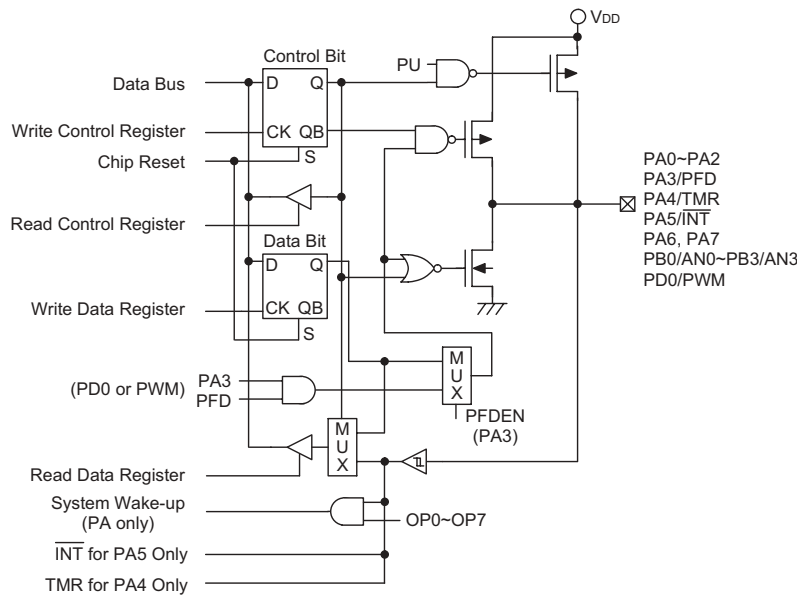 VDD
Control Bit
PU
Data Bus
D Q
Write Control Register
CK QB
Chip Reset
S
PA0~PA2
PA3/PFD
PA4/TMR
PA5/I̅N̅T̅
PA6, PA7
PB0/AN0~PB3/AN3
PD0/PWM
Read Control Register
Data Bit
D Q
Write Data Register
CK QB
S
M
U
X
(PD0 or PWM)
PA3
PFD
PFDEN
(PA3)
M
U
X
Read Data Register
System Wake-up
(PA only)
OP0~OP7
I̅N̅T̅ for PA5 Only
TMR for PA4 Only